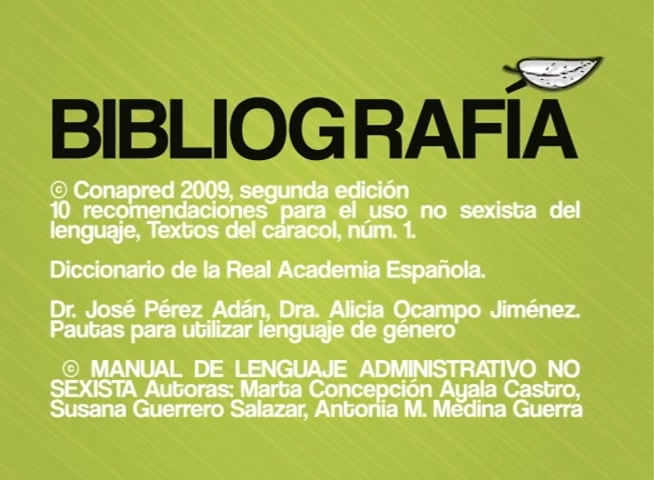 BIBLIOGRAFÍA
© Conapred 2009, segunda edición
10 recomendaciones para el uso no sexista del
lenguaje, Textos del caracol, núm. 1.
Diccionario de la Real Academia Española.
Dr. José Pérez Adán, Dra. Alicia Ocampo Jiménez.
Pautas para utilizar lenguaje de género
© MANUAL DE LENGUAJE ADMINISTRATIVO NO
SEXISTA Autoras: Marta Concepción Ayala Castro,
Susana Guerrero Salazar, Antonia M. Medina Guerra